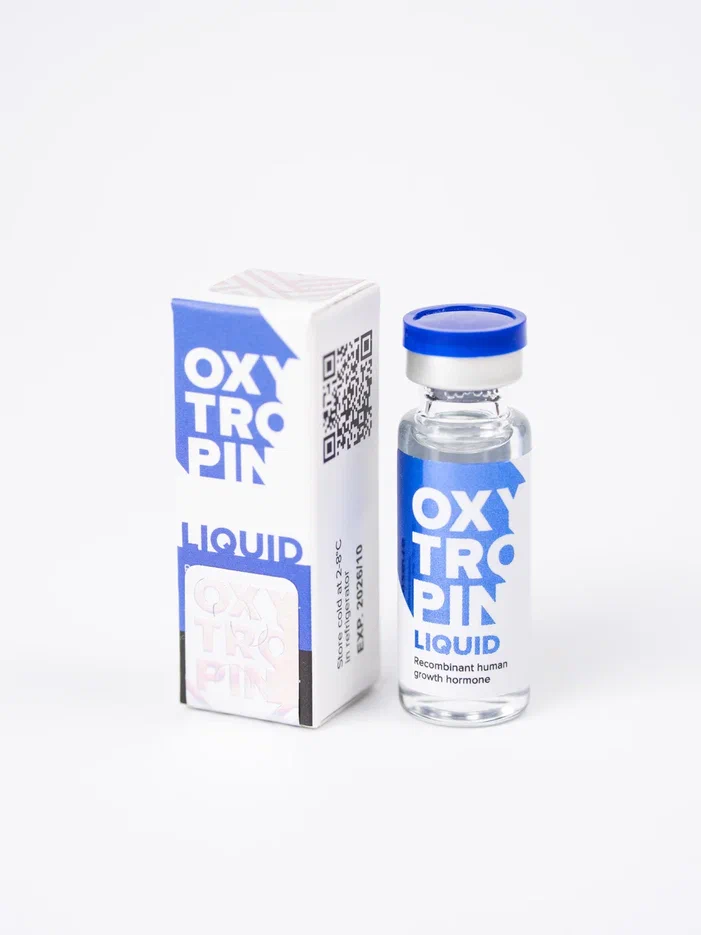 OXY
TRO
PIN
LIQUID
OXY
TRO
PIN
Store cold at 2-8°C
in refrigerator
EXP. 2026/10
OXY
TRO
PIN
LIQUID
Recombinant human
growth hormone